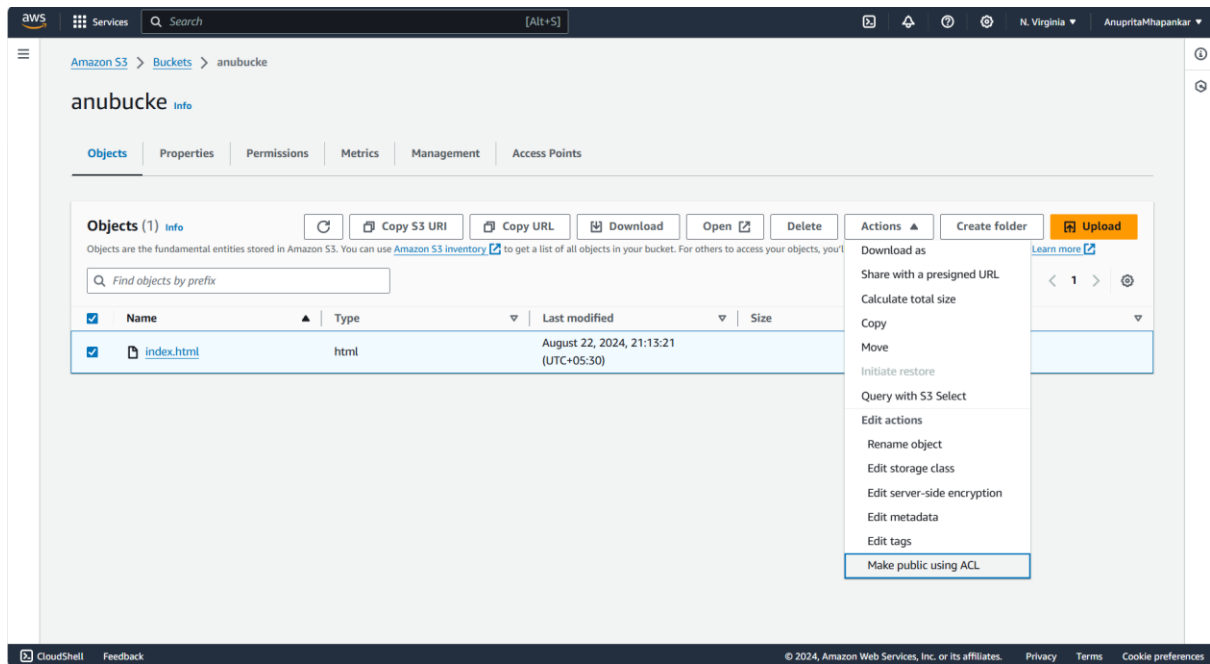 aws Services Search [Alt+S] N. Virginia AnupritaMhapankar
Amazon S3 > Buckets > anubucke
anubucke Info
Objects Properties Permissions Metrics Management Access Points
Objects (1) Info Copy S3 URI Copy URL Download Open Delete Actions Create folder Upload
Objects are the fundamental entities stored in Amazon S3. You can use Amazon S3 inventory to get a list of all objects in your bucket. For others to access your objects, you'l Learn more
Find objects by prefix 1
Name Type Last modified Size
index.html html August 22, 2024, 21:13:21
(UTC+05:30)
Download as
Share with a presigned URL
Calculate total size
Copy
Move
Initiate restore
Query with S3 Select
Edit actions
Rename object
Edit storage class
Edit server-side encryption
Edit metadata
Edit tags
Make public using ACL
CloudShell Feedback © 2024, Amazon Web Services, Inc. or its affiliates. Privacy Terms Cookie preferences